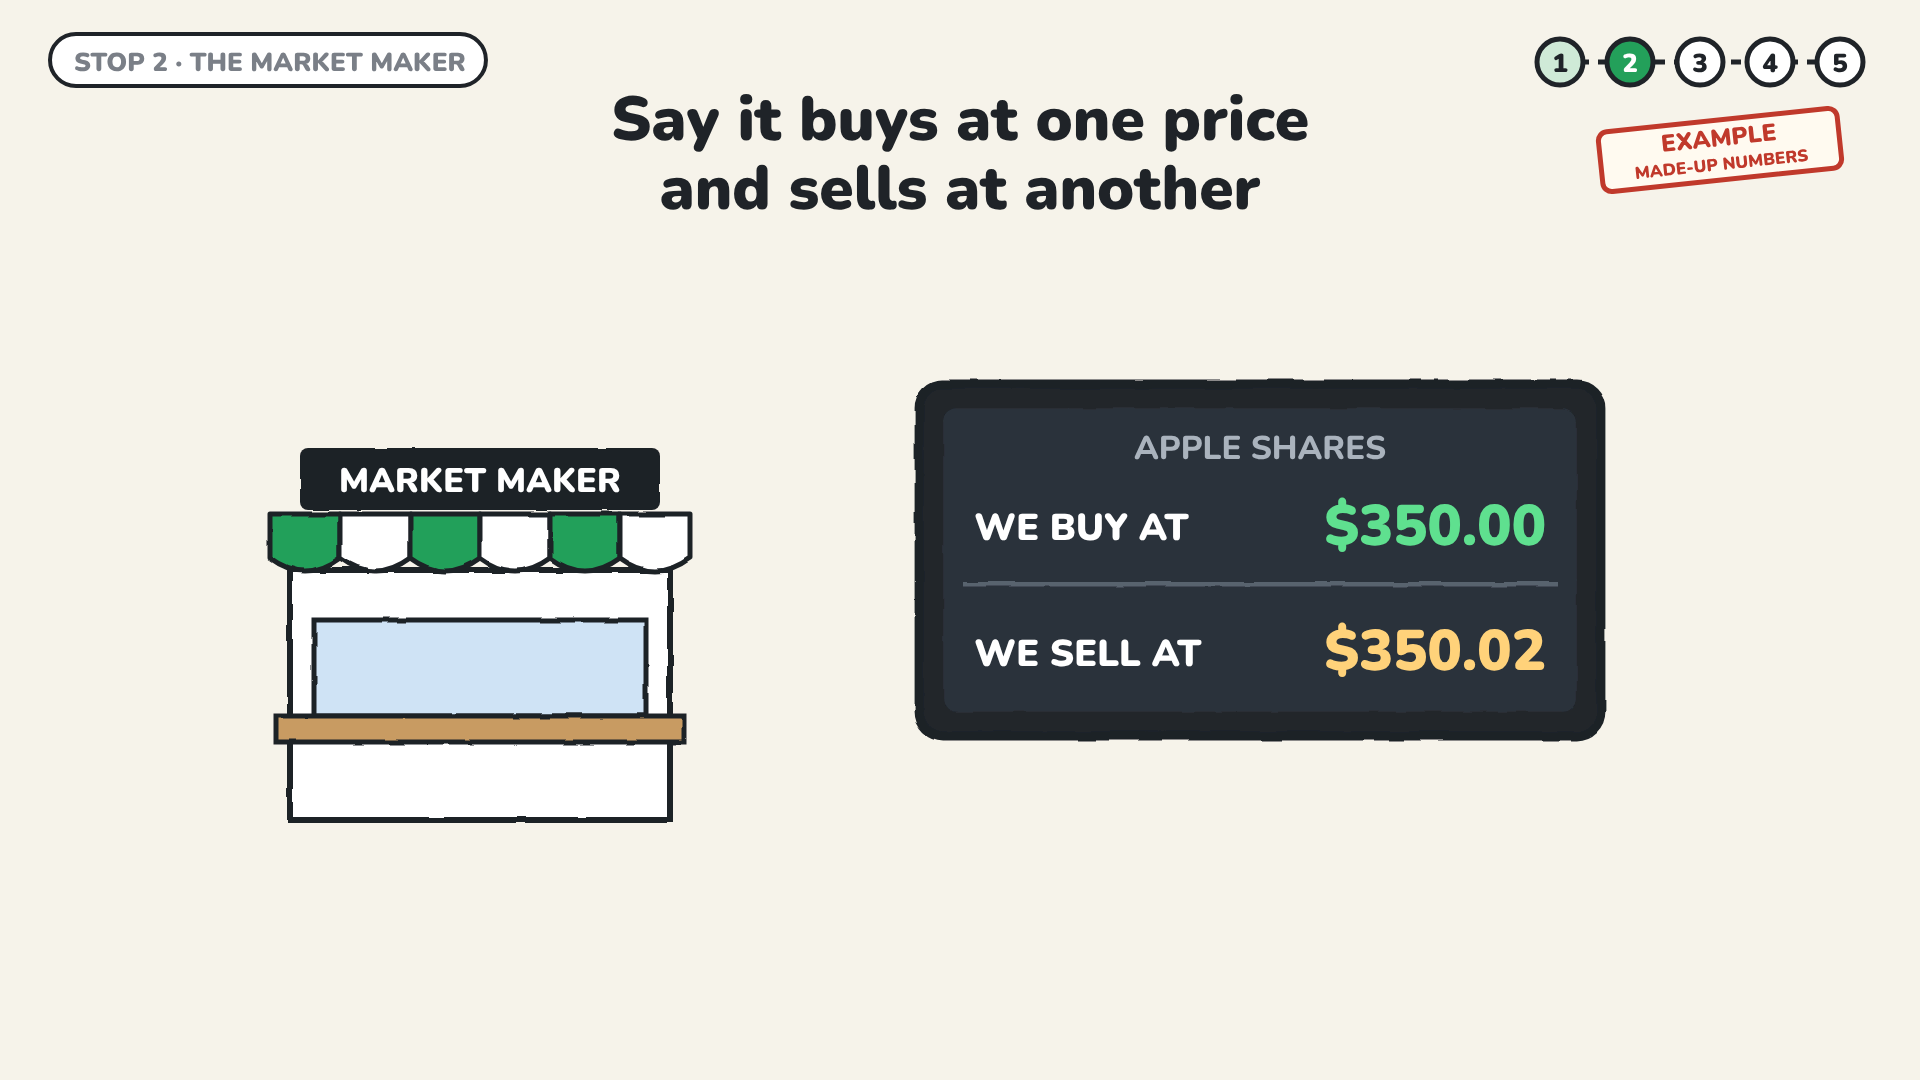 STOP 2 · THE MARKET MAKER
1 2 3 4 5
Say it buys at one price
and sells at another
EXAMPLE
MADE-UP NUMBERS
MARKET MAKER
APPLE SHARES
WE BUY AT $350.00
WE SELL AT $350.02